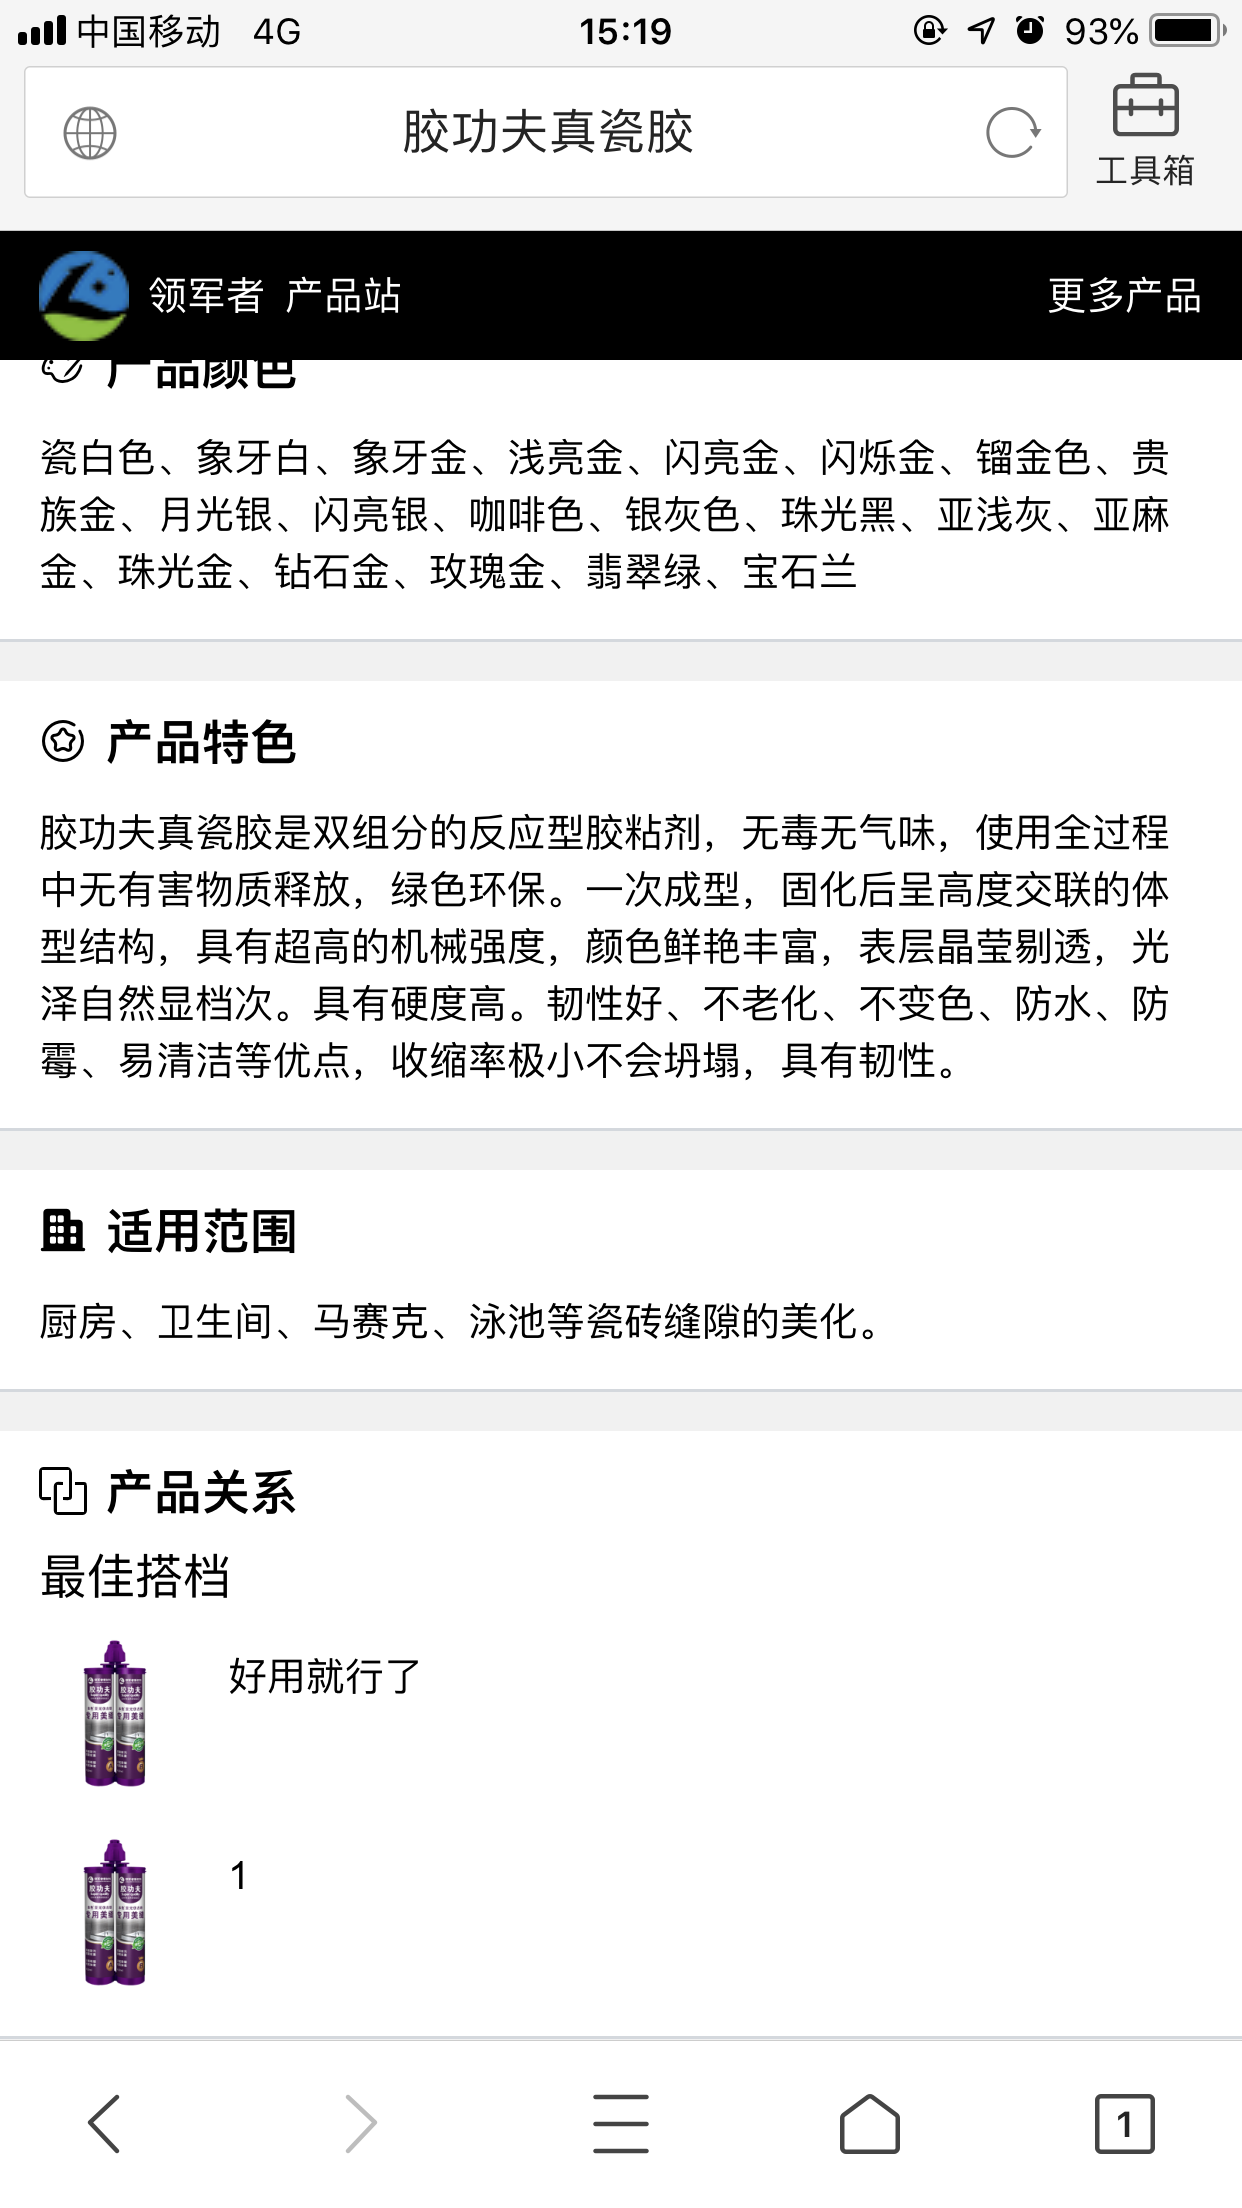 中国移动 4G 15:19 93%
胶功夫真瓷胶
工具箱
领军者 产品站 更多产品
产品颜色
瓷白色、象牙白、象牙金、浅亮金、闪亮金、闪烁金、镏金色、贵
族金、月光银、闪亮银、咖啡色、银灰色、珠光黑、亚浅灰、亚麻
金、珠光金、钻石金、玫瑰金、翡翠绿、宝石兰
产品特色
胶功夫真瓷胶是双组分的反应型胶粘剂，无毒无气味，使用全过程
中无有害物质释放，绿色环保。一次成型，固化后呈高度交联的体
型结构，具有超高的机械强度，颜色鲜艳丰富，表层晶莹剔透，光
泽自然显档次。具有硬度高。韧性好、不老化、不变色、防水、防
霉、易清洁等优点，收缩率极小不会坍塌，具有韧性。
适用范围
厨房、卫生间、马赛克、泳池等瓷砖缝隙的美化。
产品关系
最佳搭档
好用就行了
胶功夫 胶功夫
1
胶功夫 胶功夫
1